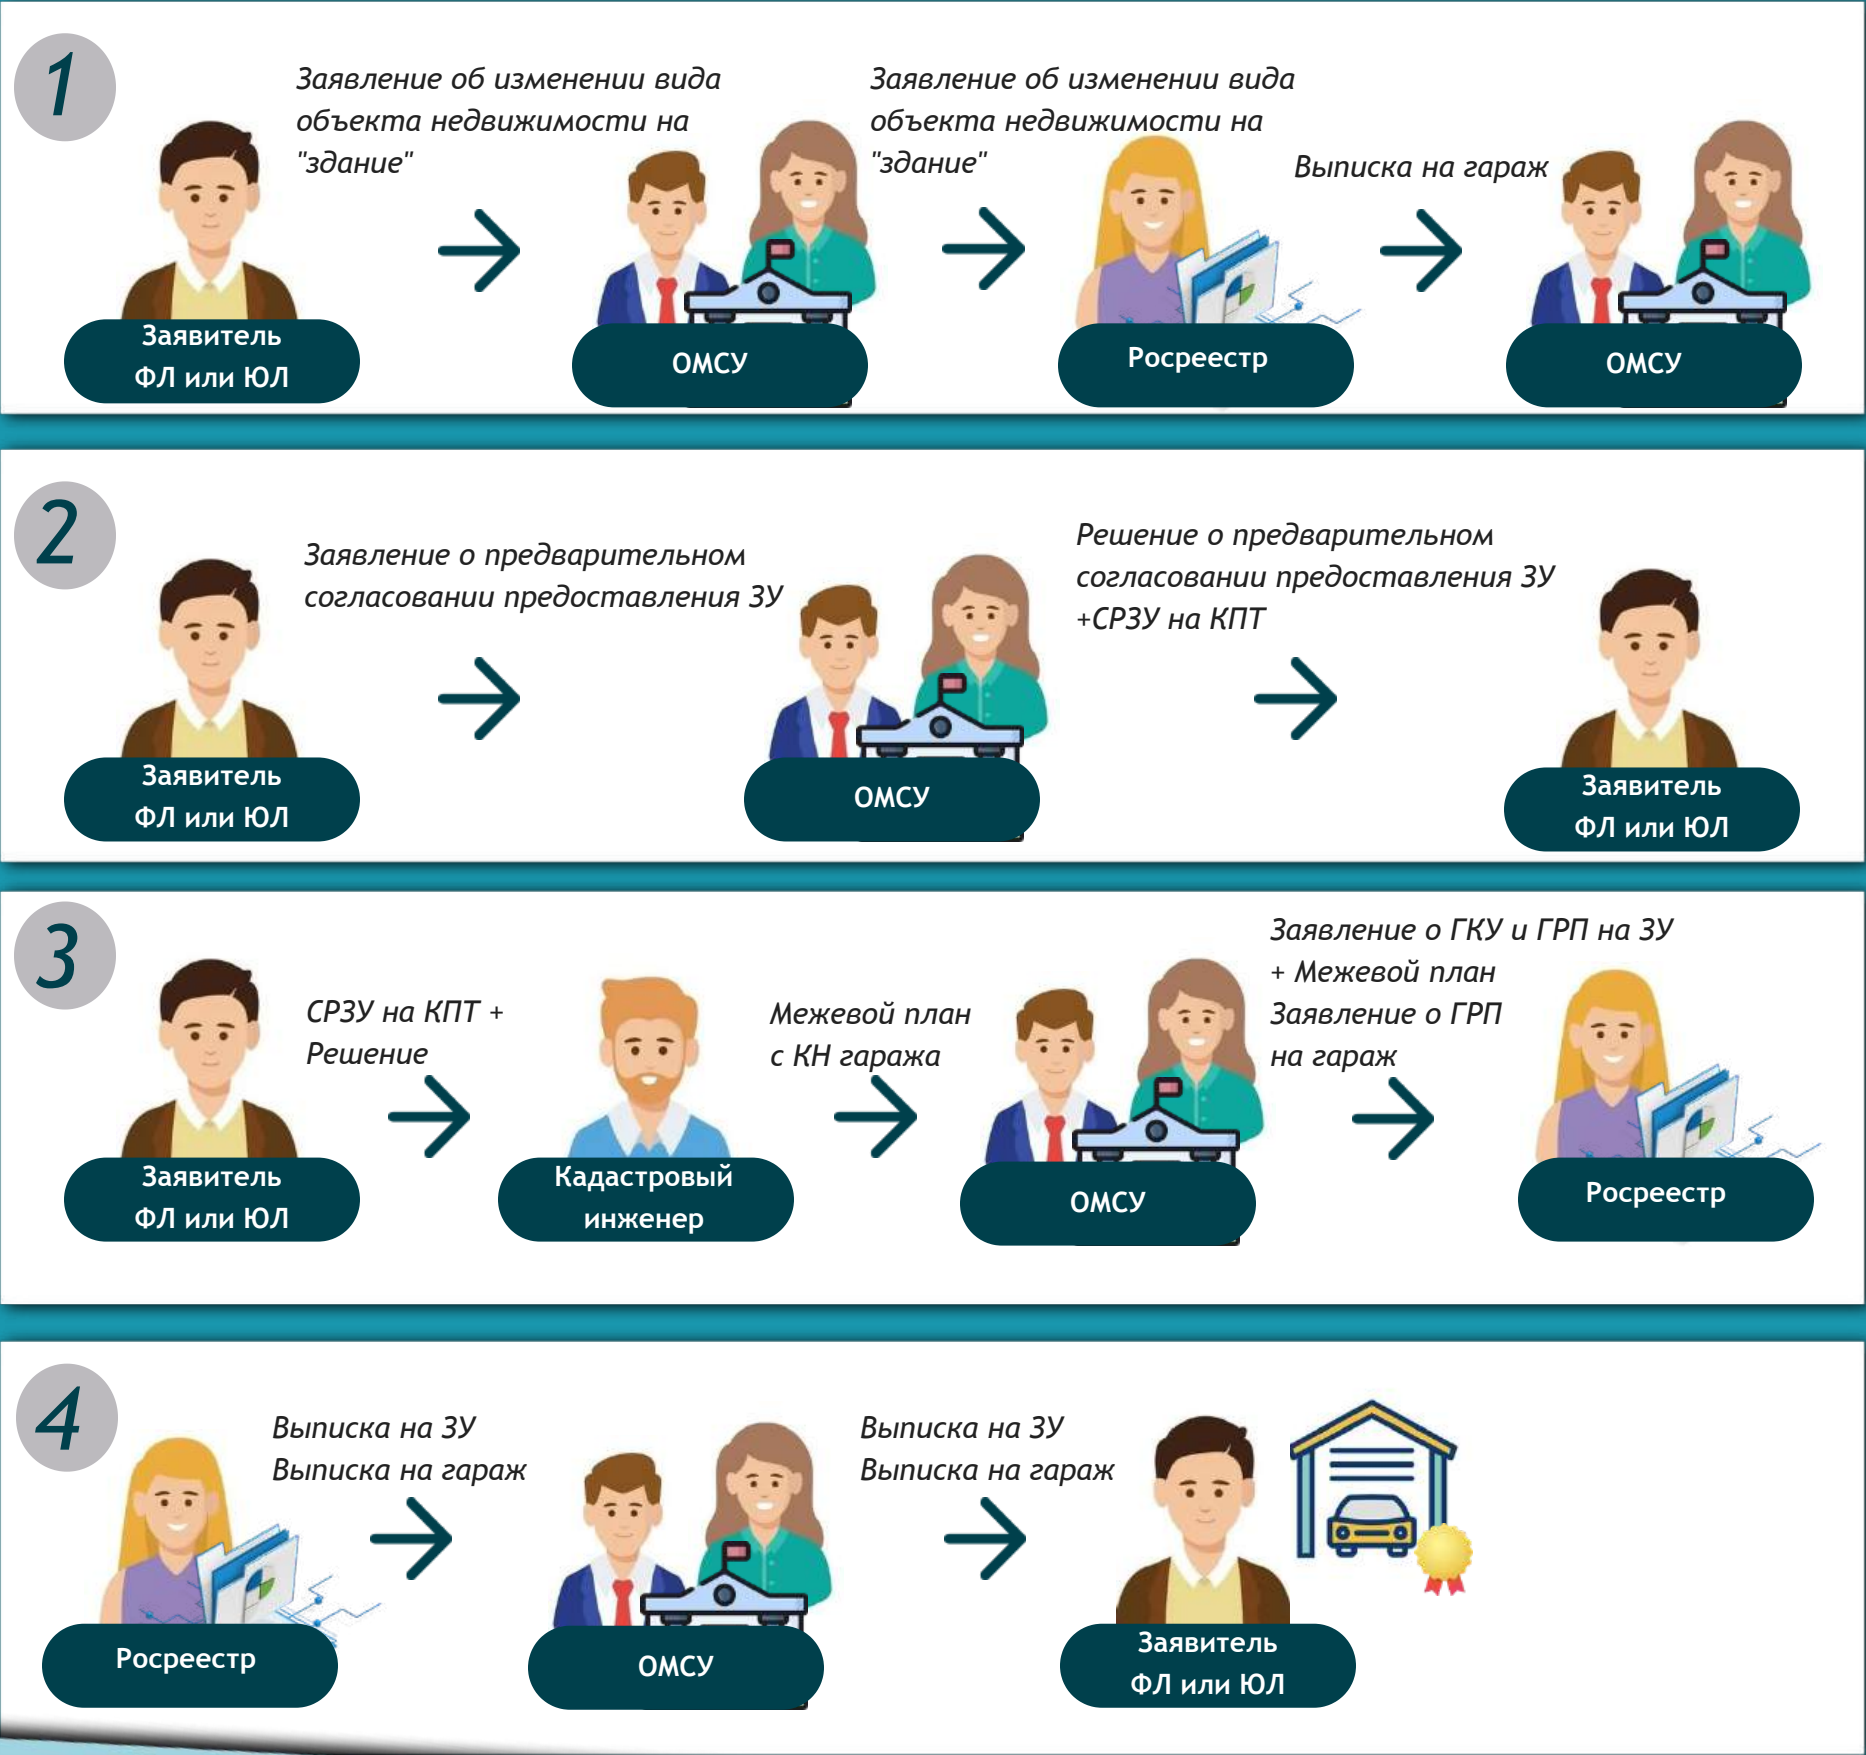 1
Заявление об изменении вида
объекта недвижимости на
"здание"
Заявление об изменении вида
объекта недвижимости на
"здание"
Выписка на гараж
Заявитель
ФЛ или ЮЛ
ОМСУ
Росреестр
ОМСУ
2
Заявление о предварительном
согласовании предоставления ЗУ
Решение о предварительном
согласовании предоставления ЗУ
+СРЗУ на КПТ
Заявитель
ФЛ или ЮЛ
ОМСУ
Заявитель
ФЛ или ЮЛ
3
СРЗУ на КПТ +
Решение
Межевой план
с КН гаража
Заявление о ГКУ и ГРП на ЗУ
+ Межевой план
Заявление о ГРП
на гараж
Заявитель
ФЛ или ЮЛ
Кадастровый
инженер
ОМСУ
Росреестр
4
Выписка на ЗУ
Выписка на гараж
Выписка на ЗУ
Выписка на гараж
Росреестр
ОМСУ
Заявитель
ФЛ или ЮЛ